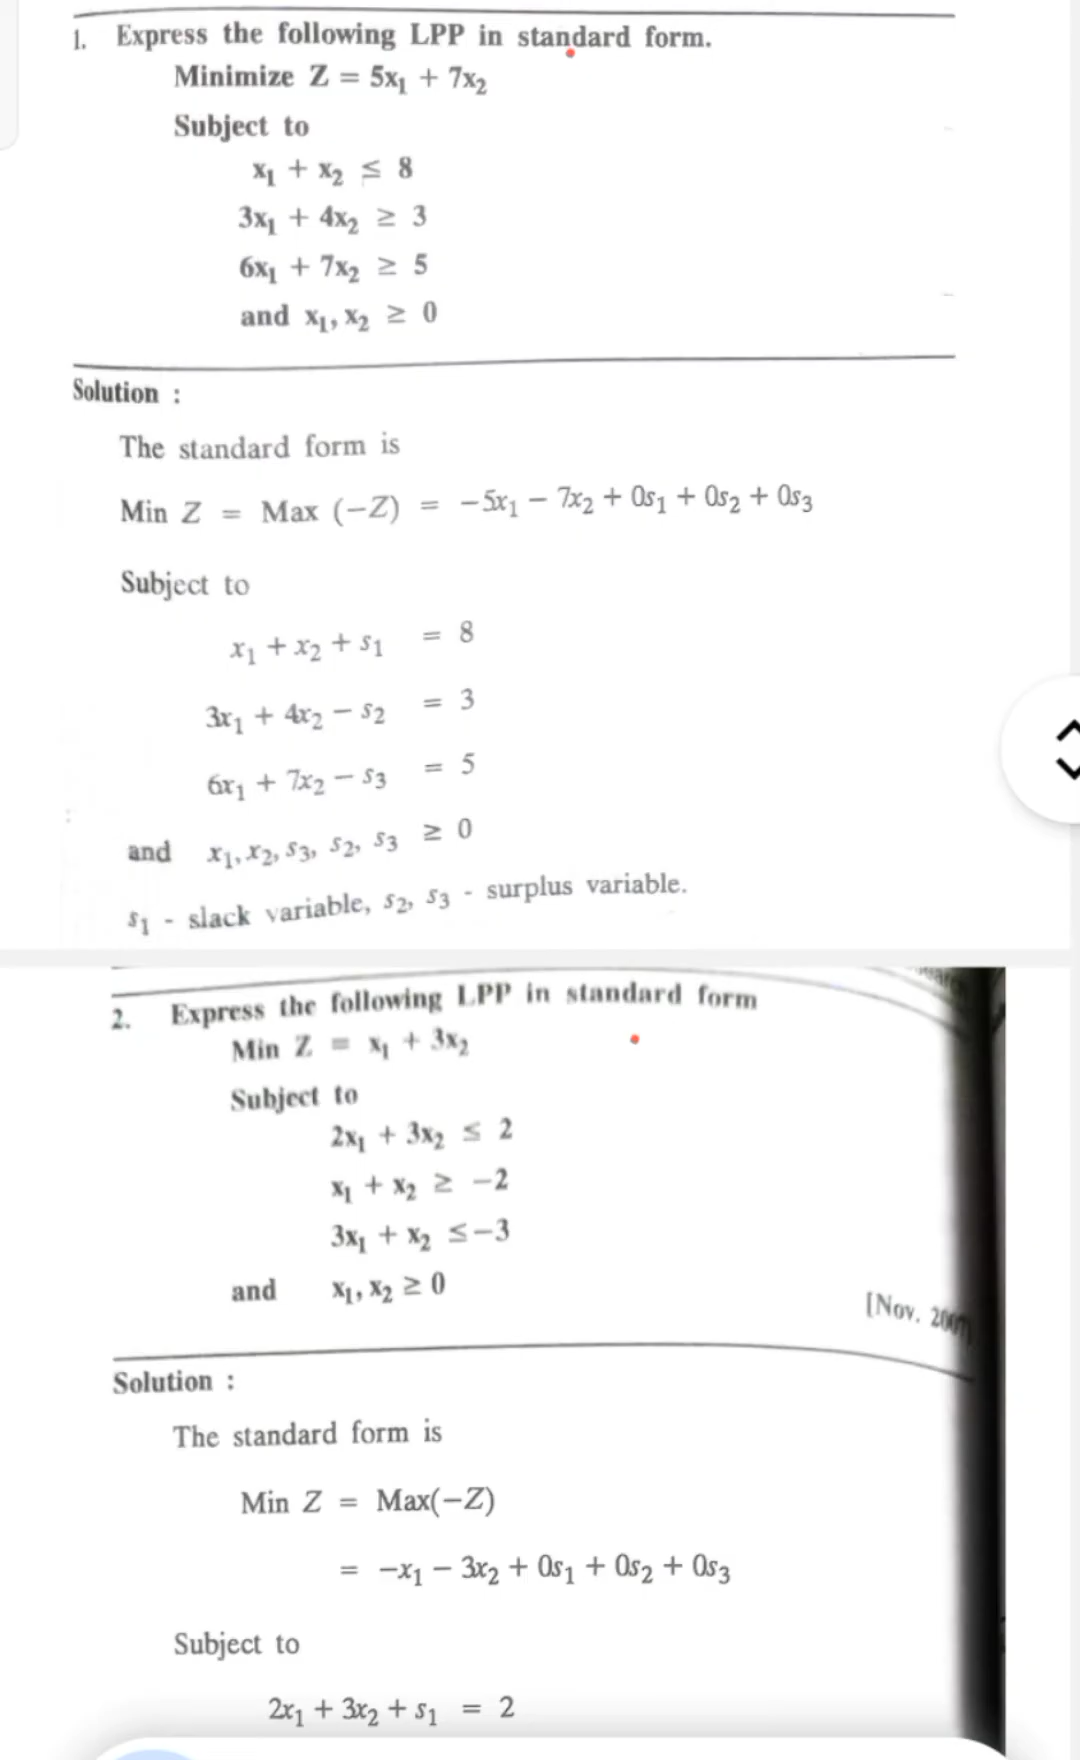 1. Express the following LPP in standard form.
Minimize Z = 5x₁ + 7x₂
Subject to
x₁ + x₂ ≤ 8
3x₁ + 4x₂ ≥ 3
6x₁ + 7x₂ ≥ 5
and x₁, x₂ ≥ 0
Solution :
The standard form is
Min Z = Max (−Z) = −5x₁ − 7x₂ + 0s₁ + 0s₂ + 0s₃
Subject to
x₁ + x₂ + s₁ = 8
3x₁ + 4x₂ − s₂ = 3
6x₁ + 7x₂ − s₃ = 5
and x₁, x₂, s₃, s₂, s₃ ≥ 0
s₁ - slack variable, s₂, s₃ - surplus variable.
2. Express the following LPP in standard form
Min Z = x₁ + 3x₂
Subject to
2x₁ + 3x₂ ≤ 2
x₁ + x₂ ≥ −2
3x₁ + x₂ ≤ −3
and x₁, x₂ ≥ 0
[Nov. 2007]
Solution :
The standard form is
Min Z = Max(−Z)
= −x₁ − 3x₂ + 0s₁ + 0s₂ + 0s₃
Subject to
2x₁ + 3x₂ + s₁ = 2